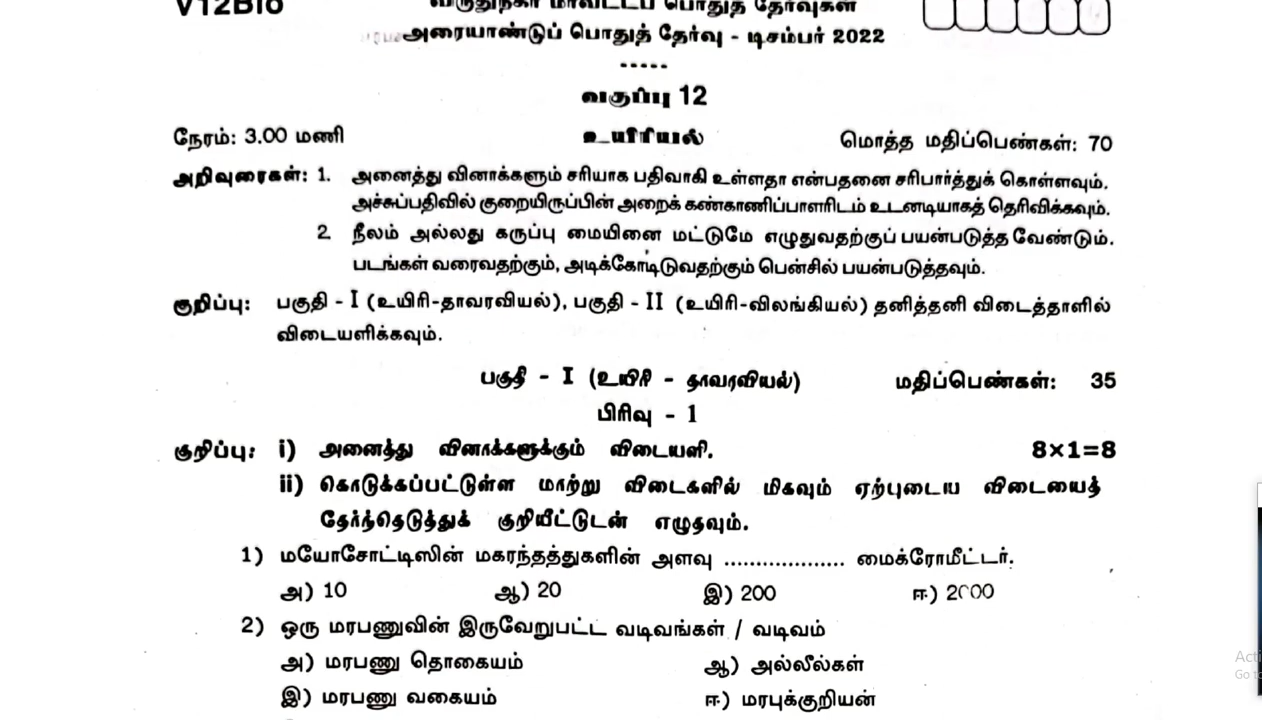 V12Bio
விருதுநகர் மாவட்டப் பொதுத் தேர்வுகள்
அரையாண்டுப் பொதுத் தேர்வு - டிசம்பர் 2022
-----
வகுப்பு 12
நேரம்: 3.00 மணி உயிரியல் மொத்த மதிப்பெண்கள்: 70
அறிவுரைகள்: 1. அனைத்து வினாக்களும் சரியாக பதிவாகி உள்ளதா என்பதனை சரிபார்த்துக் கொள்ளவும்.
அச்சுப்பதிவில் குறையிருப்பின் அறைக் கண்காணிப்பாளரிடம் உடனடியாகத் தெரிவிக்கவும்.
2. நீலம் அல்லது கருப்பு மையினை மட்டுமே எழுதுவதற்குப் பயன்படுத்த வேண்டும்.
படங்கள் வரைவதற்கும், அடிக்கோடிடுவதற்கும் பென்சில் பயன்படுத்தவும்.
குறிப்பு: பகுதி - I (உயிரி-தாவரவியல்), பகுதி - II (உயிரி-விலங்கியல்) தனித்தனி விடைத்தாளில்
விடையளிக்கவும்.
பகுதி - I (உயிரி - தாவரவியல்) மதிப்பெண்கள்: 35
பிரிவு - 1
குறிப்பு: i) அனைத்து வினாக்களுக்கும் விடையளி. 8×1=8
ii) கொடுக்கப்பட்டுள்ள மாற்று விடைகளில் மிகவும் ஏற்புடைய விடையைத்
தேர்ந்தெடுத்துக் குறியீட்டுடன் எழுதவும்.
1) மயோசோட்டிஸின் மகரந்தத்துகளின் அளவு ................... மைக்ரோமீட்டர்.
அ) 10 ஆ) 20 இ) 200 ஈ) 2000
2) ஒரு மரபணுவின் இருவேறுபட்ட வடிவங்கள் / வடிவம்
அ) மரபணு தொகையம் ஆ) அல்லீல்கள்
இ) மரபணு வகையம் ஈ) மரபுக்குறியன்